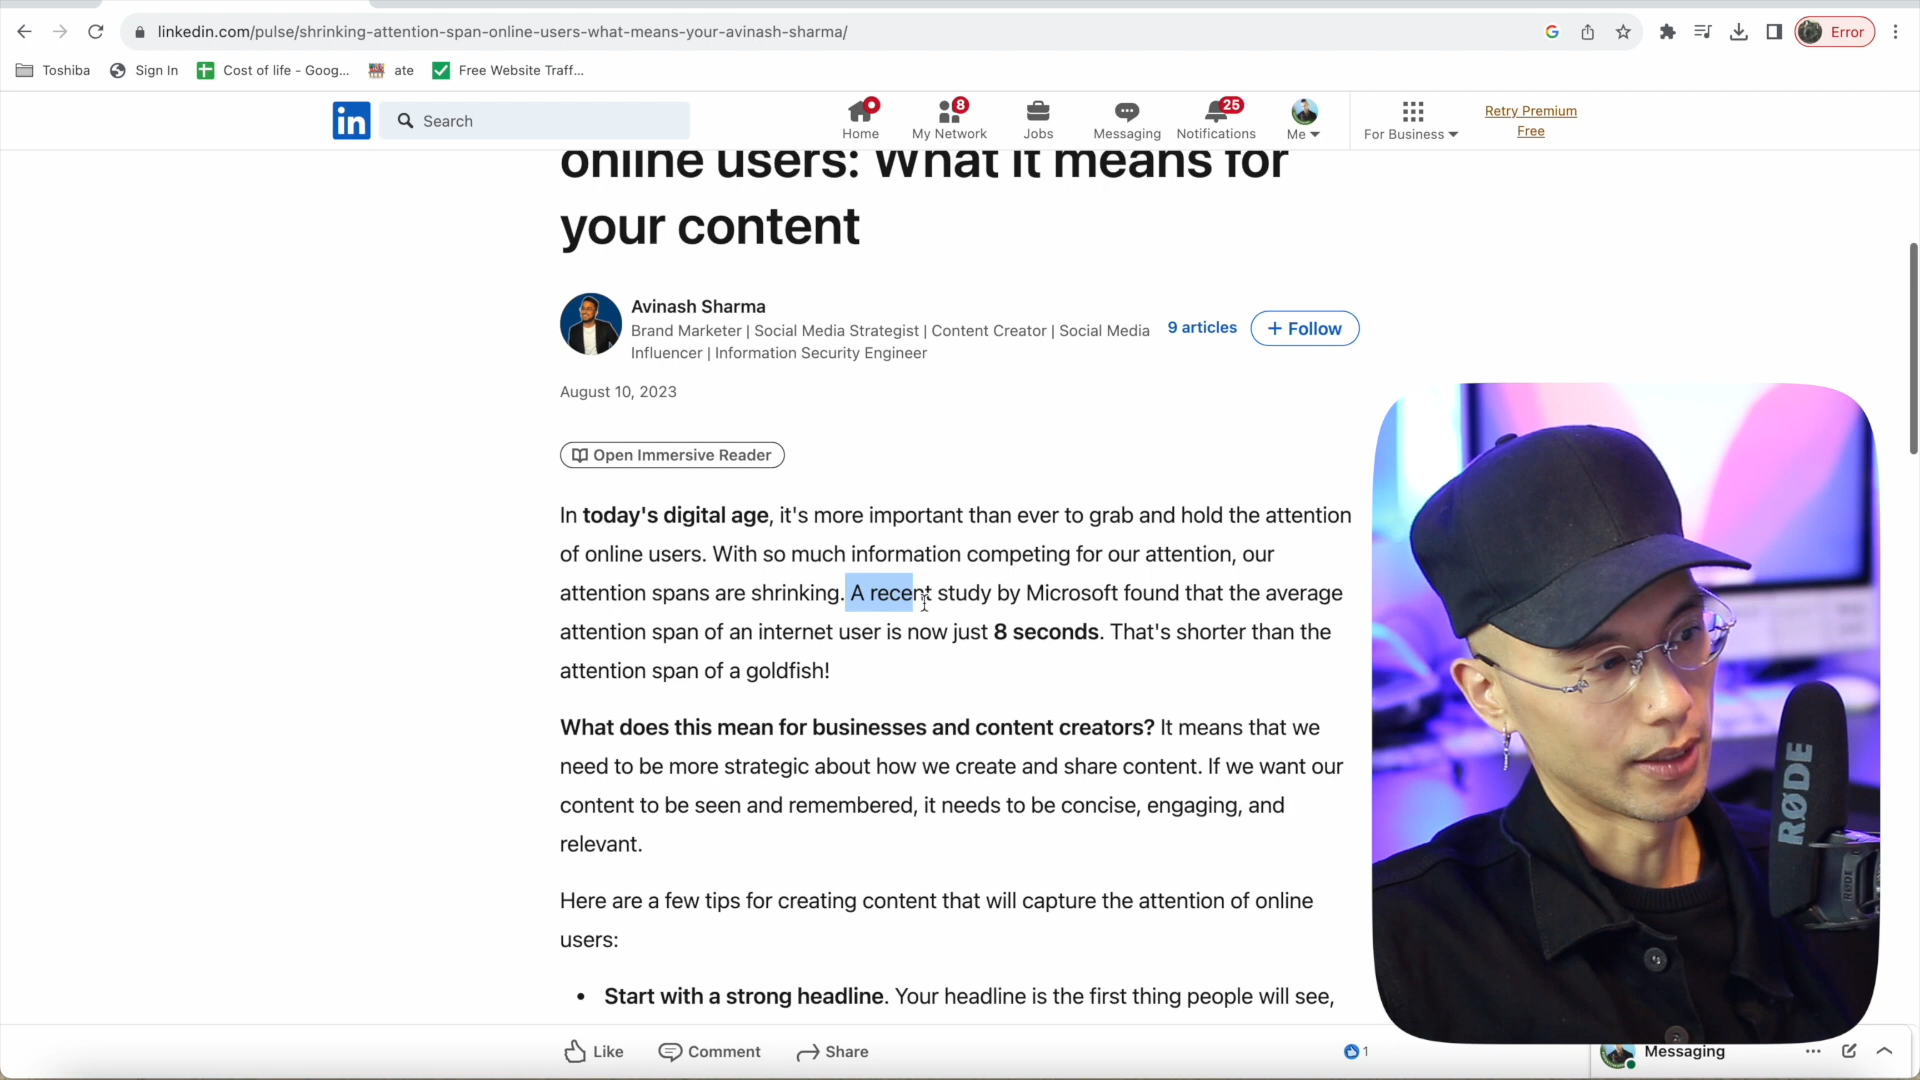 linkedin.com/pulse/shrinking-attention-span-online-users-what-means-your-avinash-sharma/
Error
Toshiba
Sign In
Cost of life - Goog...
ate
Free Website Traff...
in
Search
Home
8
My Network
Jobs
Messaging
25
Notifications
Me
For Business
Retry Premium
Free
online users: What it means for
your content
Avinash Sharma
Brand Marketer | Social Media Strategist | Content Creator | Social Media
Influencer | Information Security Engineer
9 articles
+ Follow
August 10, 2023
Open Immersive Reader
In today's digital age, it's more important than ever to grab and hold the attention
of online users. With so much information competing for our attention, our
attention spans are shrinking. A recent study by Microsoft found that the average
attention span of an internet user is now just 8 seconds. That's shorter than the
attention span of a goldfish!
What does this mean for businesses and content creators? It means that we
need to be more strategic about how we create and share content. If we want our
content to be seen and remembered, it needs to be concise, engaging, and
relevant.
Here are a few tips for creating content that will capture the attention of online
users:
• Start with a strong headline. Your headline is the first thing people will see,
Like
Comment
Share
1
Messaging
RØDE
RØDE